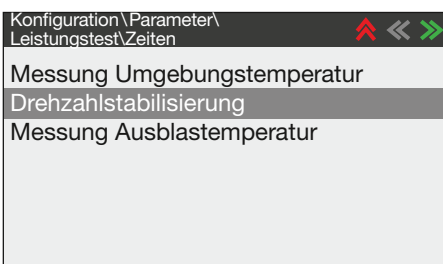 Konfiguration\Parameter\
Leistungstest\Zeiten
Messung Umgebungstemperatur
Drehzahlstabilisierung
Messung Ausblastemperatur